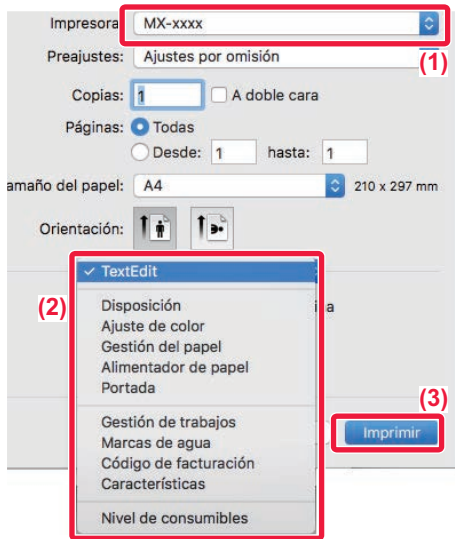 Impresora: MX-xxxx
(1)
Preajustes: Ajustes por omisión
Copias: 1 A doble cara
Páginas: Todas
Desde: 1 hasta: 1
amaño del papel: A4 210 x 297 mm
Orientación:
(2)
✓ TextEdit
Disposición
Ajuste de color
Gestión del papel
Alimentador de papel
Portada
Gestión de trabajos
Marcas de agua
Código de facturación
Características
Nivel de consumibles
(3)
Imprimir